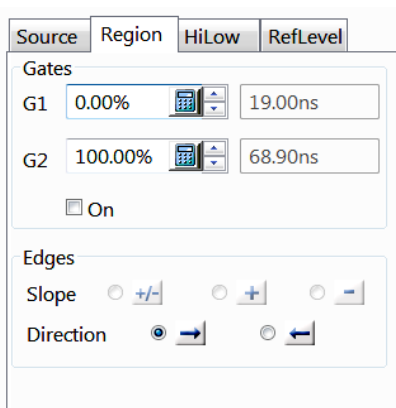 Source Region HiLow RefLevel
Gates
G1 0.00% 19.00ns
G2 100.00% 68.90ns
On
Edges
Slope +/- + -
Direction → ←